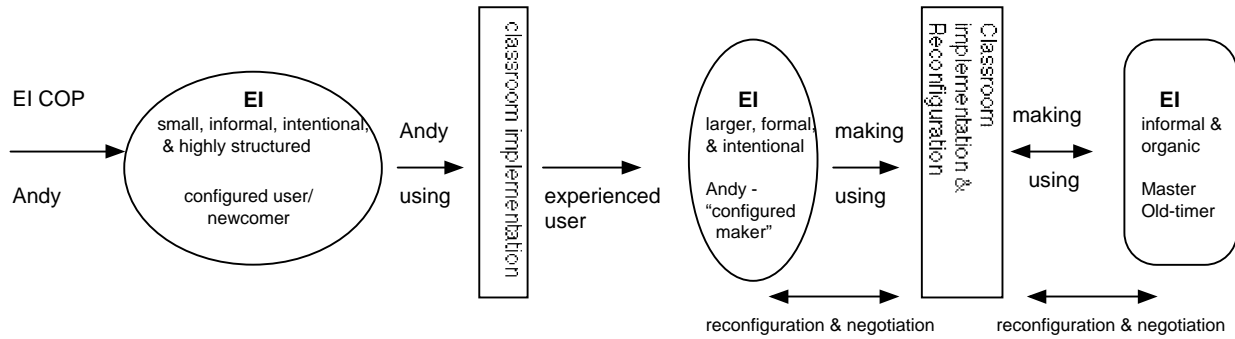 EI COP
Andy
EI
small, informal, intentional,
& highly structured
configured user/
newcomer
Andy
using
classroom implementation
experienced
user
EI
larger, formal,
& intentional
Andy -
“configured
maker”
making
using
Classroom
implementation &
Reconfiguration
making
using
EI
informal &
organic
Master
Old-timer
reconfiguration & negotiation
reconfiguration & negotiation